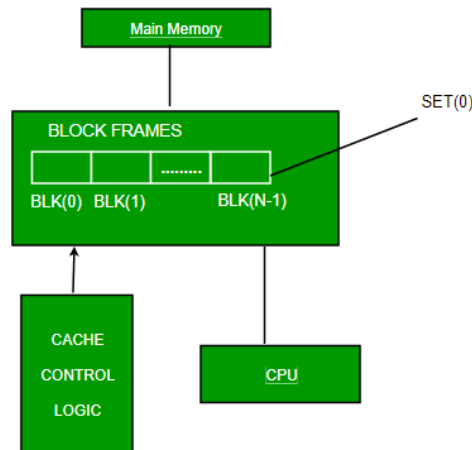 Main Memory
SET(0)
BLOCK FRAMES
.........
BLK(0) BLK(1) BLK(N-1)
CACHE
CONTROL
LOGIC
CPU